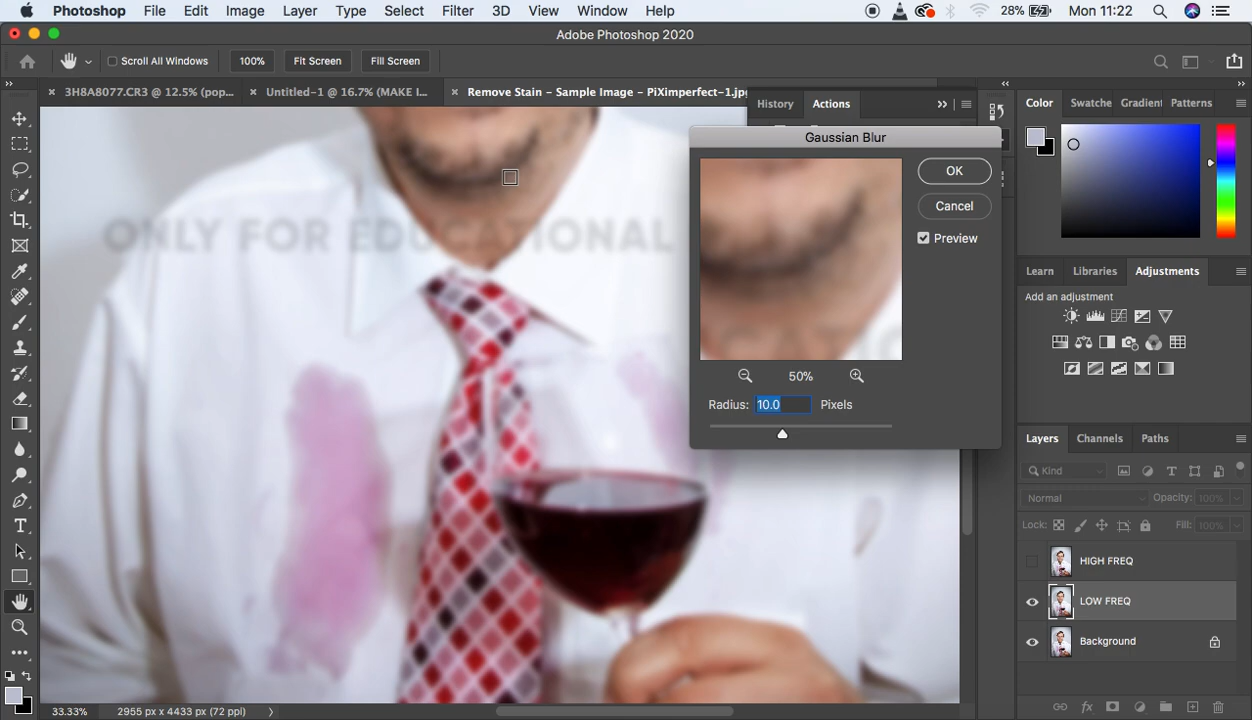 Photoshop File Edit Image Layer Type Select Filter 3D View Window Help 28% Mon 11:22
Adobe Photoshop 2020
Scroll All Windows 100% Fit Screen Fill Screen
3H8A8077.CR3 @ 12.5% (pop... Untitled-1 @ 16.7% (MAKE I... Remove Stain - Sample Image - PiXimperfect-1.jpg
History Actions
Color Swatche Gradient Patterns
Gaussian Blur
OK
Cancel
Preview
ONLY FOR EDUCATIONAL
50%
Radius: 10.0 Pixels
Learn Libraries Adjustments
Add an adjustment
Layers Channels Paths
Kind
Normal Opacity: 100%
Lock: Fill: 100%
HIGH FREQ
LOW FREQ
Background
33.33% 2955 px x 4433 px (72 ppi)